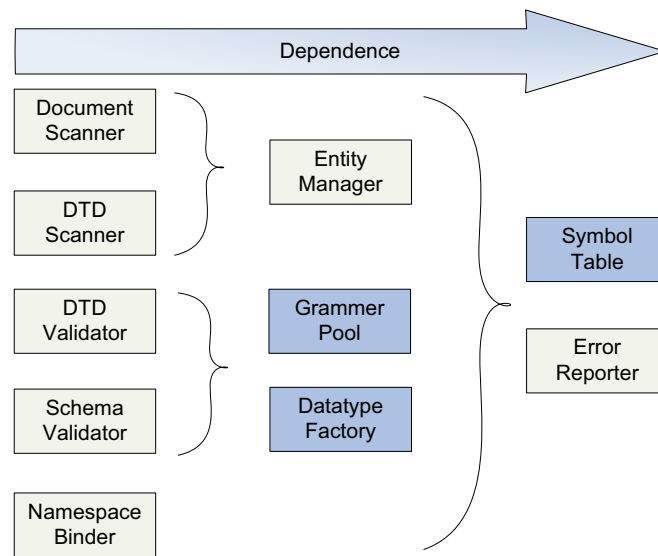 Dependence
Document
Scanner
DTD
Scanner
DTD
Validator
Schema
Validator
Namespace
Binder
Entity
Manager
Grammer
Pool
Datatype
Factory
Symbol
Table
Error
Reporter